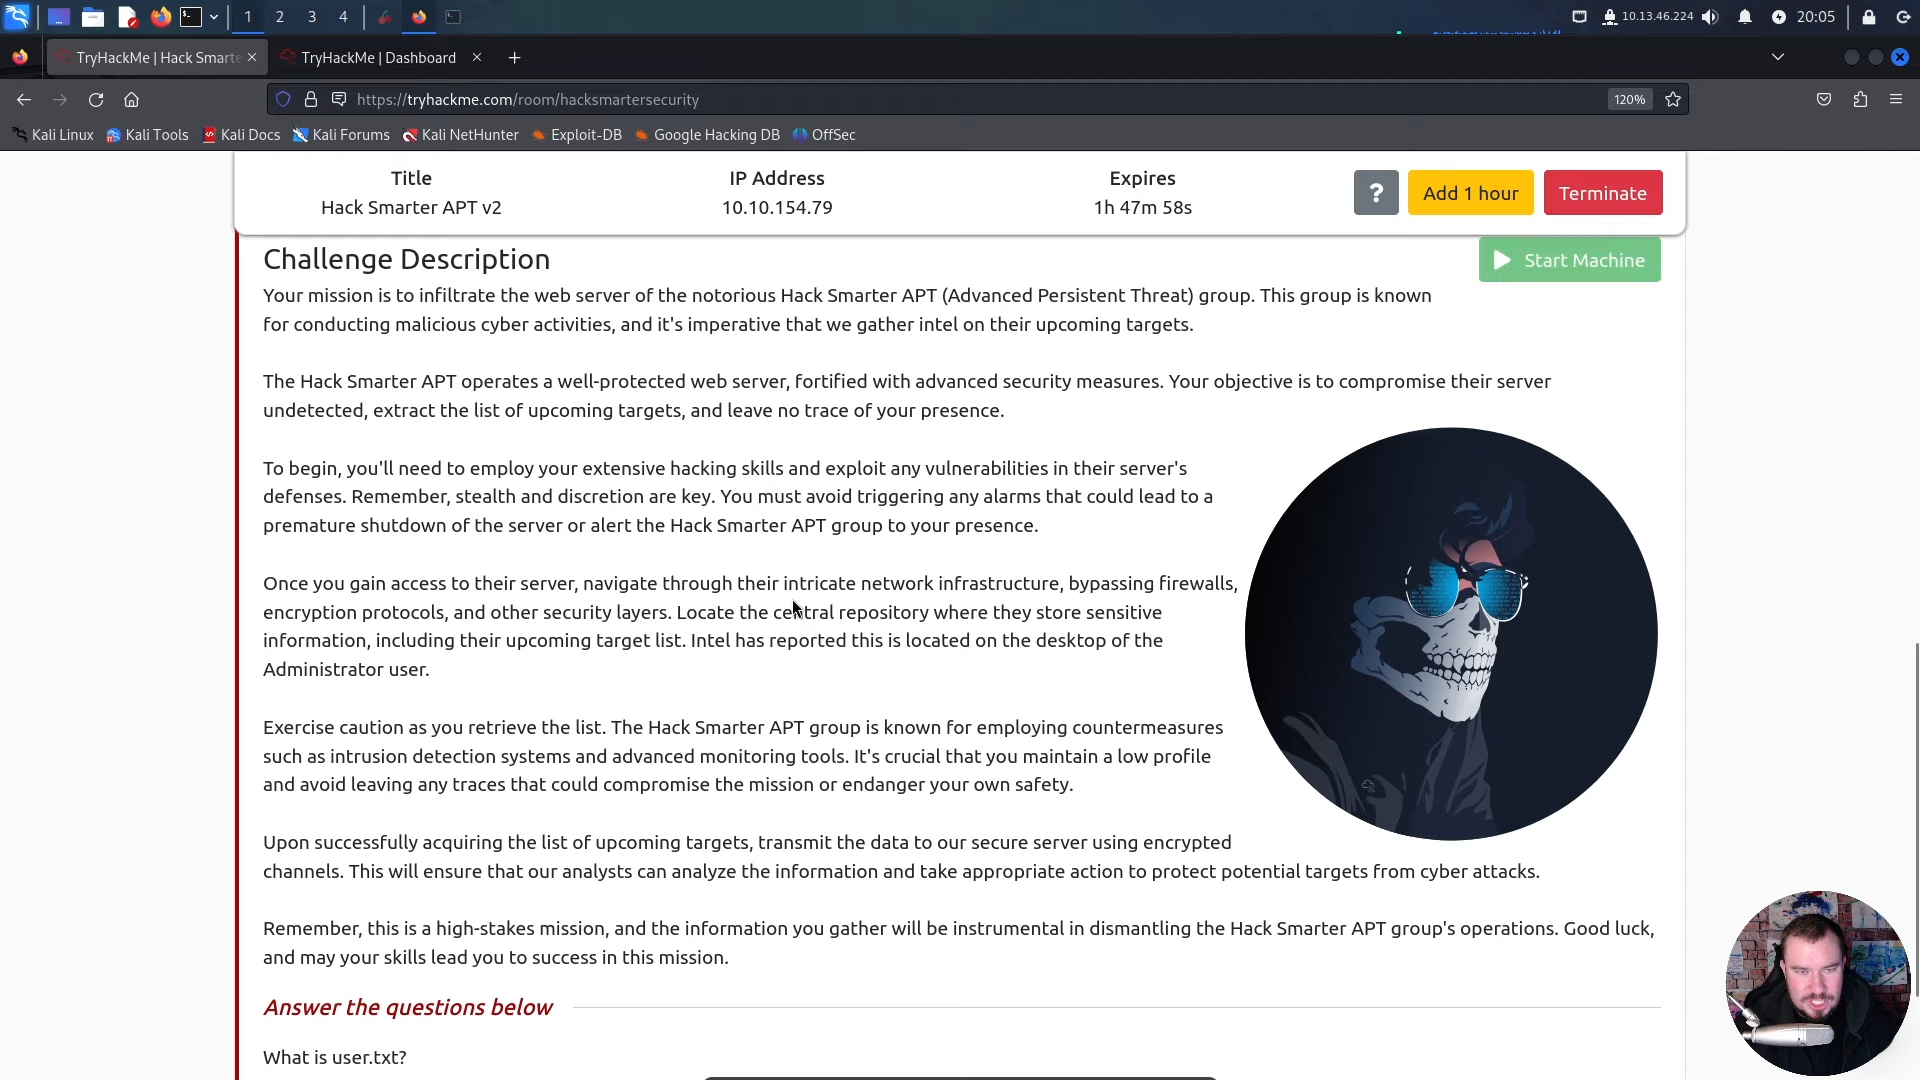 1 2 3 4
10.13.46.224 20:05
TryHackMe | Hack Smarte TryHackMe | Dashboard
https://tryhackme.com/room/hacksmartersecurity 120%
Kali Linux Kali Tools Kali Docs Kali Forums Kali NetHunter Exploit-DB Google Hacking DB OffSec
Title IP Address Expires
Hack Smarter APT v2 10.10.154.79 1h 47m 58s ? Add 1 hour Terminate
Challenge Description Start Machine
Your mission is to infiltrate the web server of the notorious Hack Smarter APT (Advanced Persistent Threat) group. This group is known
for conducting malicious cyber activities, and it's imperative that we gather intel on their upcoming targets.
The Hack Smarter APT operates a well-protected web server, fortified with advanced security measures. Your objective is to compromise their server
undetected, extract the list of upcoming targets, and leave no trace of your presence.
To begin, you'll need to employ your extensive hacking skills and exploit any vulnerabilities in their server's
defenses. Remember, stealth and discretion are key. You must avoid triggering any alarms that could lead to a
premature shutdown of the server or alert the Hack Smarter APT group to your presence.
Once you gain access to their server, navigate through their intricate network infrastructure, bypassing firewalls,
encryption protocols, and other security layers. Locate the central repository where they store sensitive
information, including their upcoming target list. Intel has reported this is located on the desktop of the
Administrator user.
Exercise caution as you retrieve the list. The Hack Smarter APT group is known for employing countermeasures
such as intrusion detection systems and advanced monitoring tools. It's crucial that you maintain a low profile
and avoid leaving any traces that could compromise the mission or endanger your own safety.
Upon successfully acquiring the list of upcoming targets, transmit the data to our secure server using encrypted
channels. This will ensure that our analysts can analyze the information and take appropriate action to protect potential targets from cyber attacks.
Remember, this is a high-stakes mission, and the information you gather will be instrumental in dismantling the Hack Smarter APT group's operations. Good luck,
and may your skills lead you to success in this mission.
Answer the questions below
What is user.txt?